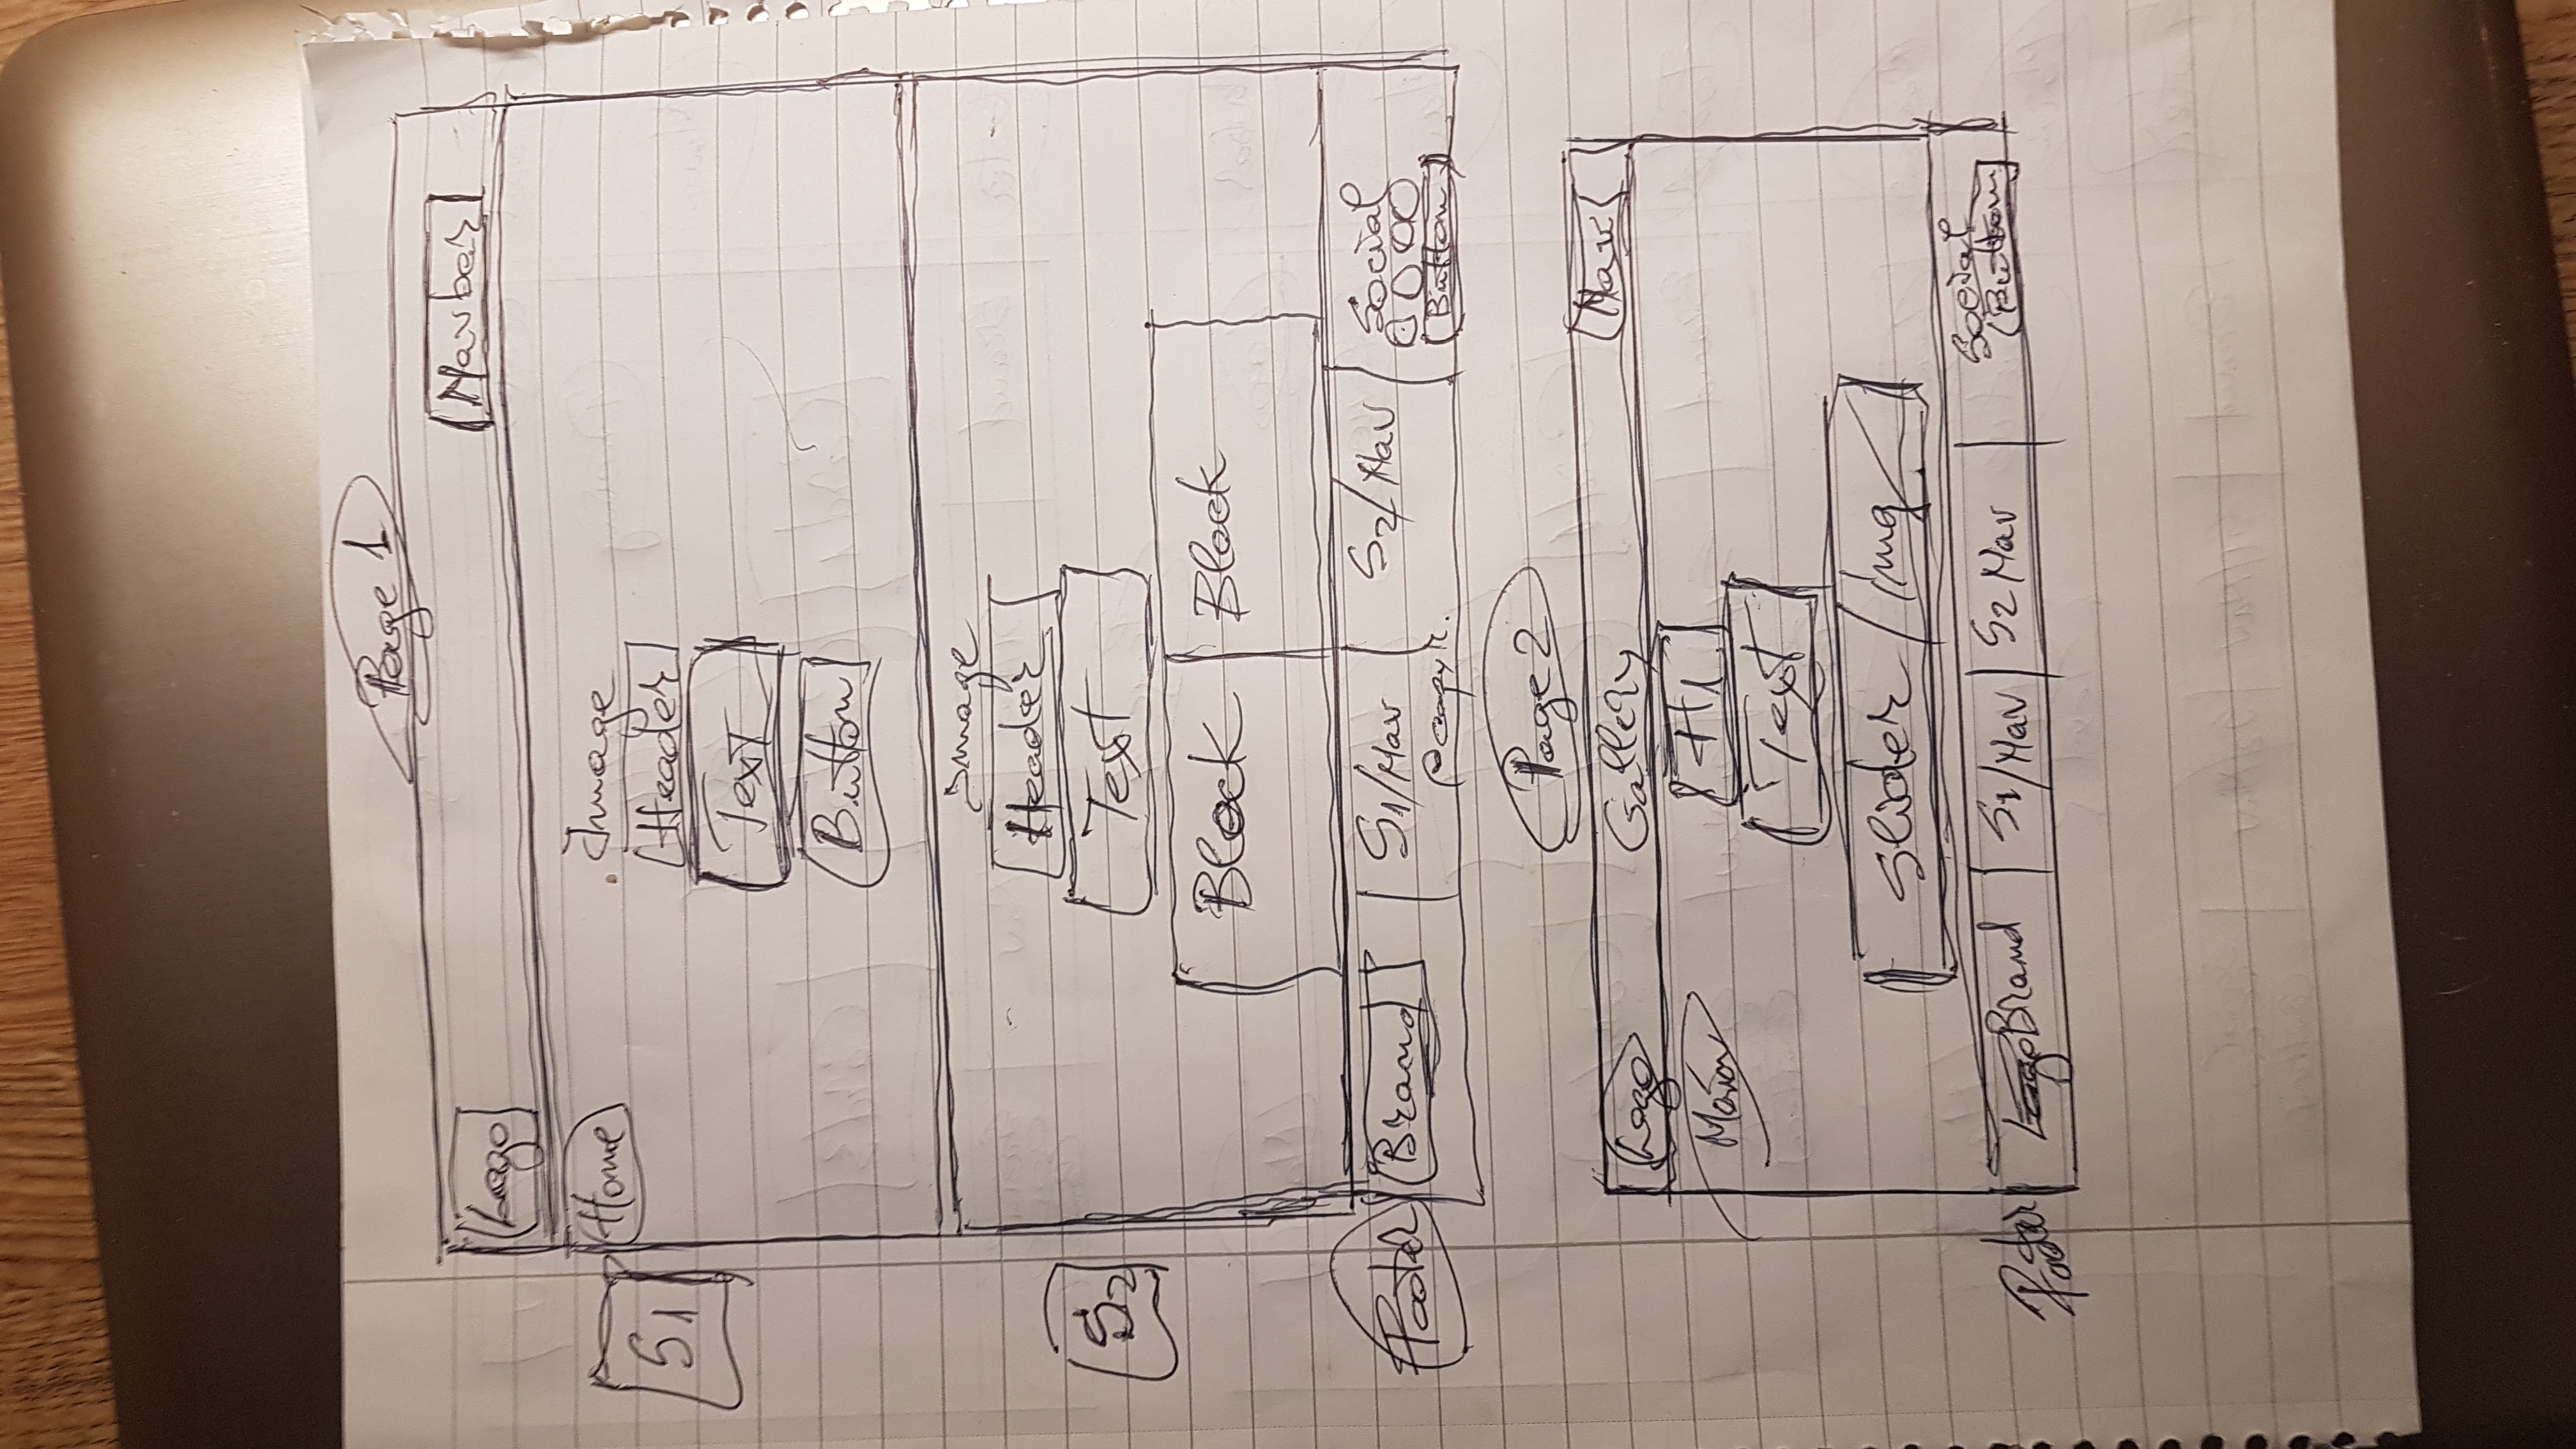 Page 1
Logo Navbar
Home
S1
Image
Header
Text
Button
Image
Header
S2
Text
Block Block
Footer Brand S1/Nav S2/Nav Social
copyr. Button
Page 2
Logo Gallery Nav
H1
Main
Text
Slider / img
Footer Logo Brand S1/Nav S2 Nav Social
Button